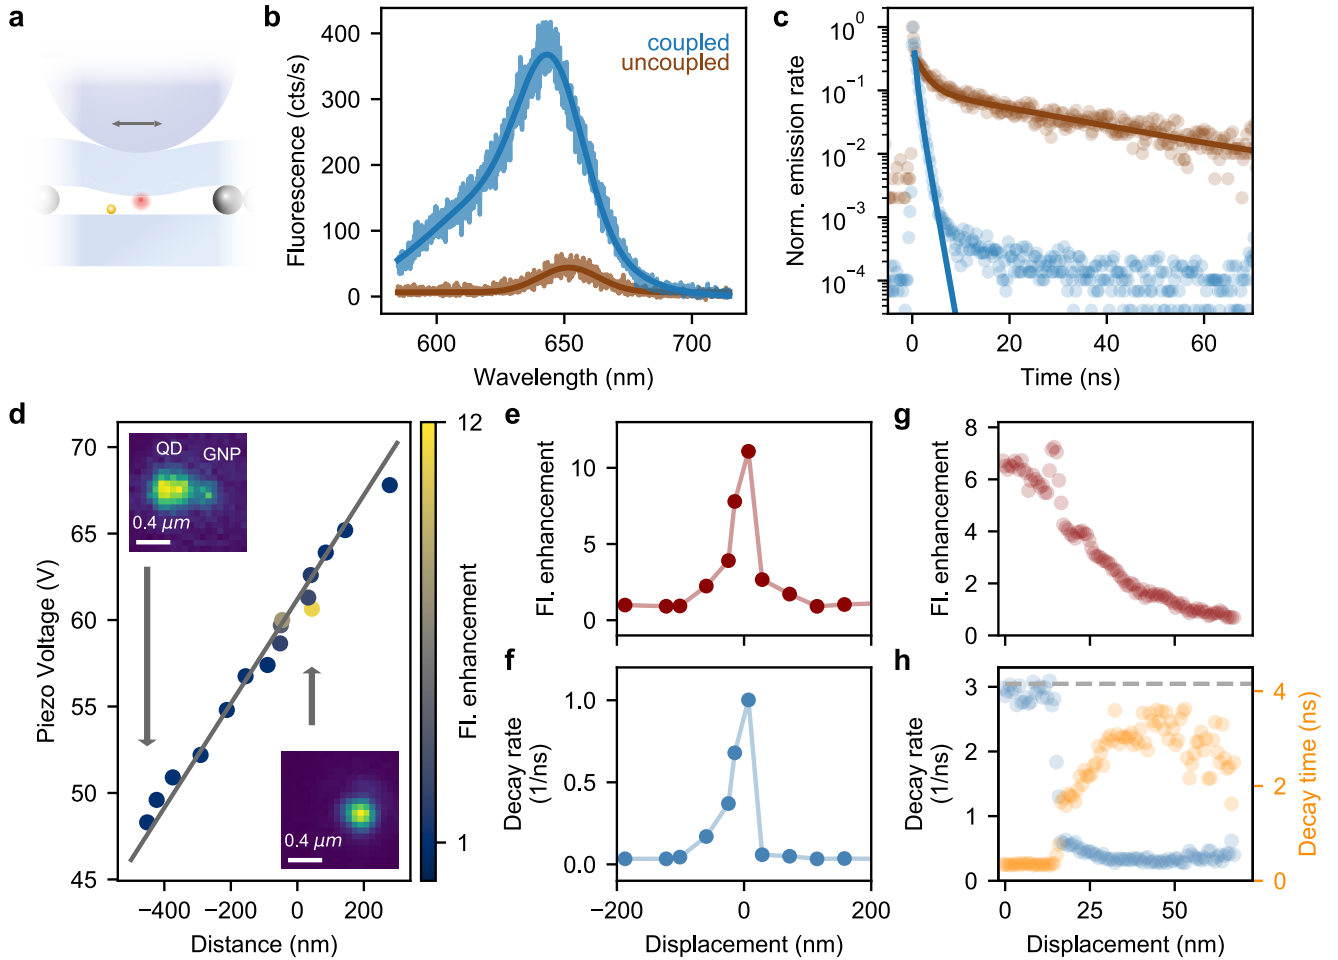 a
b
400
300
200
100
0
Fluorescence (cts/s)
coupled
uncoupled
600
650
700
Wavelength (nm)
c
10^0
10^-1
10^-2
10^-3
10^-4
Norm. emission rate
0
20
40
60
Time (ns)
d
70
65
60
55
50
45
Piezo Voltage (V)
QD
GNP
0.4 μm
0.4 μm
−400
−200
0
200
Distance (nm)
12
1
Fl. enhancement
e
10
5
0
Fl. enhancement
f
1.0
0.5
0.0
Decay rate
(1/ns)
−200
0
200
Displacement (nm)
g
8
6
4
2
0
Fl. enhancement
h
3
2
1
0
Decay rate
(1/ns)
4
2
0
Decay time (ns)
0
25
50
Displacement (nm)